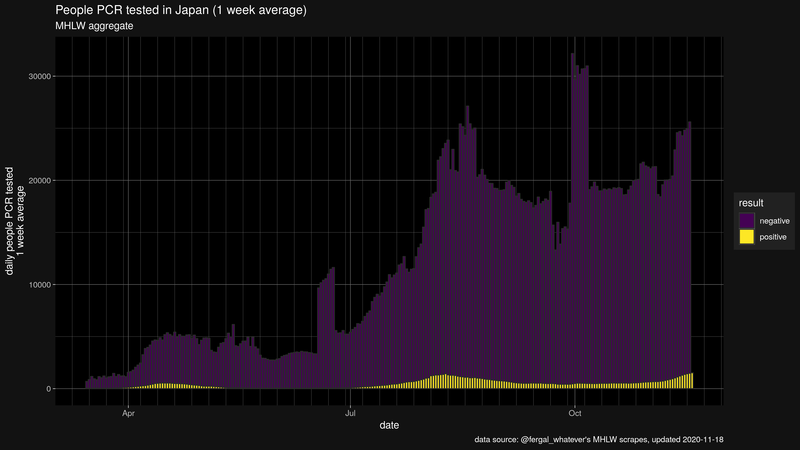 People PCR tested in Japan (1 week average)
MHLW aggregate
daily people PCR tested
1 week average
30000
20000
10000
0
Apr
Jul
Oct
date
result
negative
positive
data source: @fergal_whatever's MHLW scrapes, updated 2020-11-18